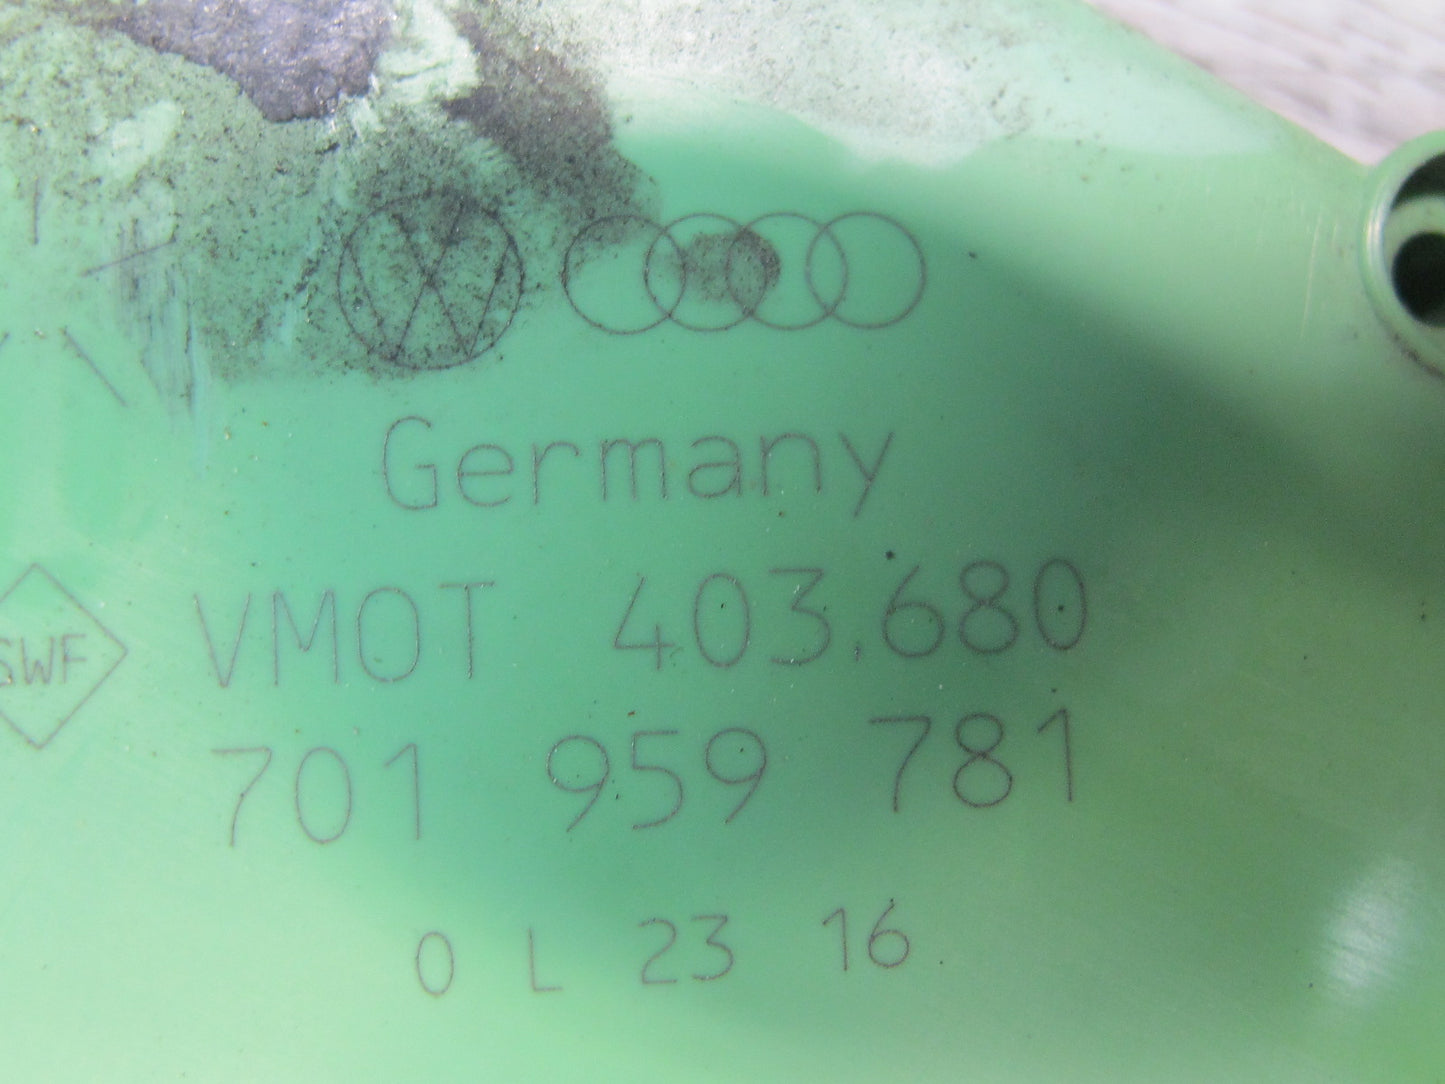 Germany
SWF
VMOT 403.680
701 959 781
0 L 23 16